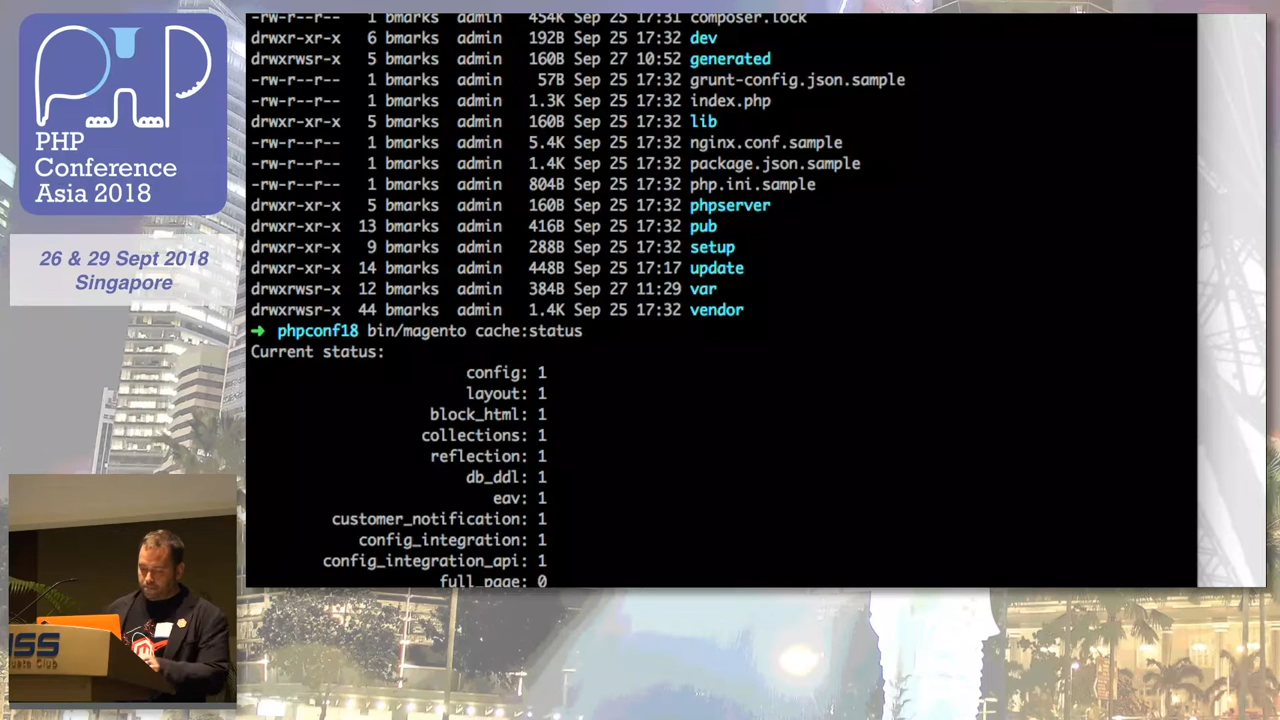 PHP
Conference
Asia 2018
26 & 29 Sept 2018
Singapore
-rw-r--r--   1 bmarks  admin   454K Sep 25 17:31 composer.lock
drwxr-xr-x   6 bmarks  admin   192B Sep 25 17:32 dev
drwxrwsr-x   5 bmarks  admin   160B Sep 27 10:52 generated
-rw-r--r--   1 bmarks  admin    57B Sep 25 17:32 grunt-config.json.sample
-rw-r--r--   1 bmarks  admin   1.3K Sep 25 17:32 index.php
drwxr-xr-x   5 bmarks  admin   160B Sep 25 17:32 lib
-rw-r--r--   1 bmarks  admin   5.4K Sep 25 17:32 nginx.conf.sample
-rw-r--r--   1 bmarks  admin   1.4K Sep 25 17:32 package.json.sample
-rw-r--r--   1 bmarks  admin   804B Sep 25 17:32 php.ini.sample
drwxr-xr-x   5 bmarks  admin   160B Sep 25 17:32 phpserver
drwxr-xr-x  13 bmarks  admin   416B Sep 25 17:32 pub
drwxr-xr-x   9 bmarks  admin   288B Sep 25 17:32 setup
drwxr-xr-x  14 bmarks  admin   448B Sep 25 17:17 update
drwxrwsr-x  12 bmarks  admin   384B Sep 27 11:29 var
drwxrwsr-x  44 bmarks  admin   1.4K Sep 25 17:32 vendor
➜  phpconf18 bin/magento cache:status
Current status:
config: 1
layout: 1
block_html: 1
collections: 1
reflection: 1
db_ddl: 1
eav: 1
customer_notification: 1
config_integration: 1
config_integration_api: 1
full_page: 0